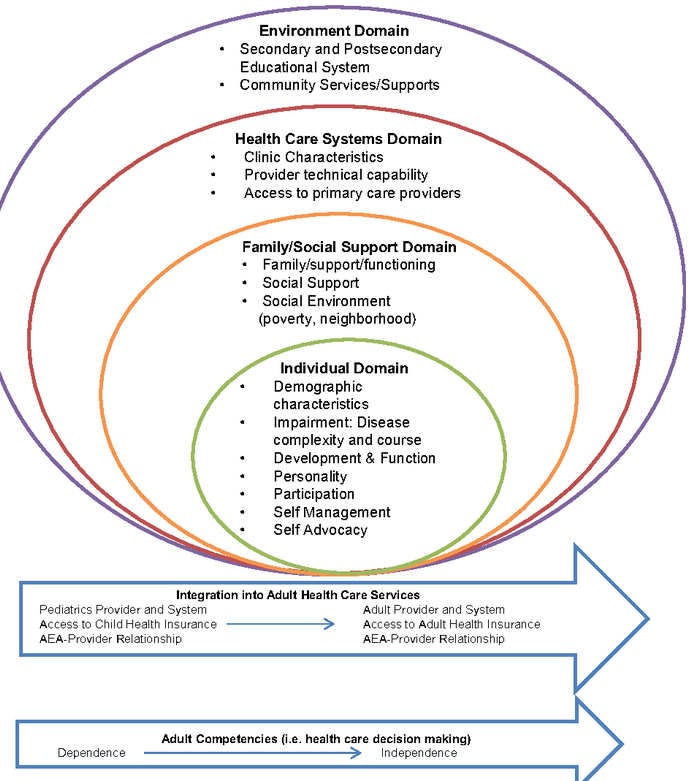 Environment Domain
• Secondary and Postsecondary
Educational System
• Community Services/Supports
Health Care Systems Domain
• Clinic Characteristics
• Provider technical capability
• Access to primary care providers
Family/Social Support Domain
• Family/support/functioning
• Social Support
• Social Environment
(poverty, neighborhood)
Individual Domain
• Demographic
characteristics
• Impairment: Disease
complexity and course
• Development & Function
• Personality
• Participation
• Self Management
• Self Advocacy
Integration into Adult Health Care Services
Pediatrics Provider and System
Access to Child Health Insurance
AEA-Provider Relationship
Adult Provider and System
Access to Adult Health Insurance
AEA-Provider Relationship
Adult Competencies (i.e. health care decision making)
Dependence
Independence